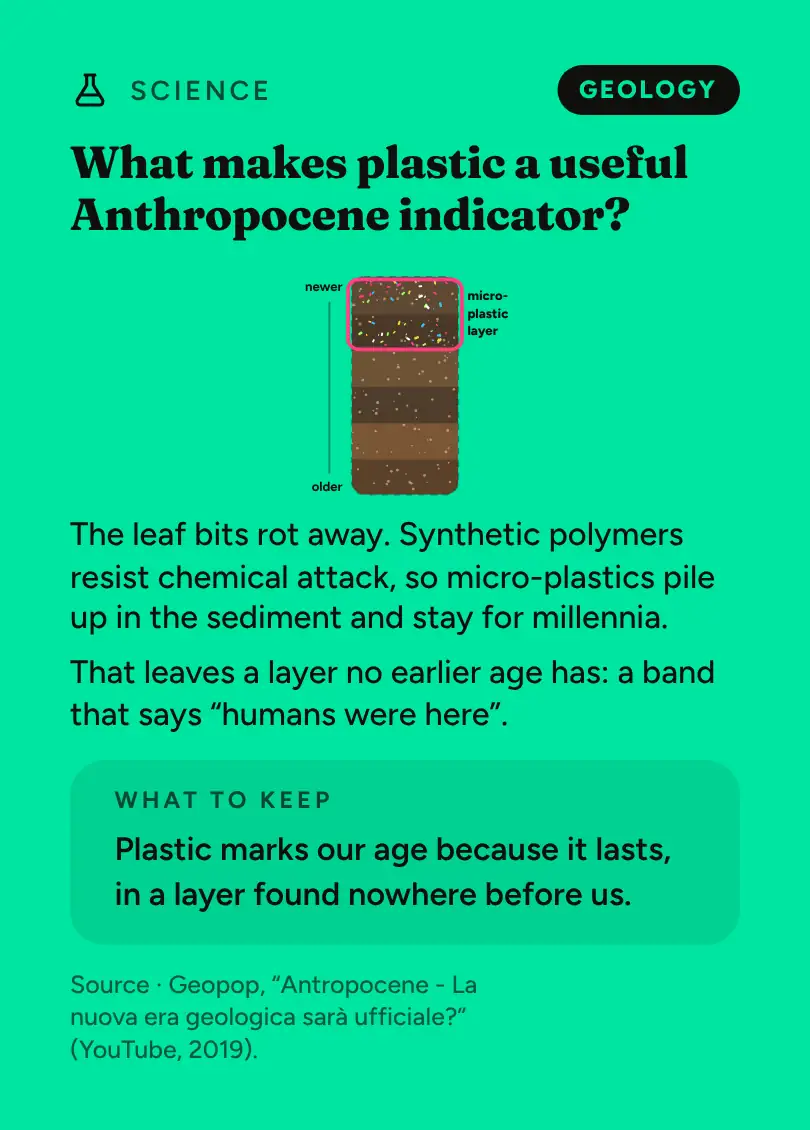 SCIENCE
GEOLOGY
What makes plastic a useful
Anthropocene indicator?
newer
micro-
plastic
layer
older
The leaf bits rot away. Synthetic polymers
resist chemical attack, so micro-plastics pile
up in the sediment and stay for millennia.
That leaves a layer no earlier age has: a band
that says “humans were here”.
WHAT TO KEEP
Plastic marks our age because it lasts,
in a layer found nowhere before us.
Source · Geopop, “Antropocene - La
nuova era geologica sarà ufficiale?”
(YouTube, 2019).